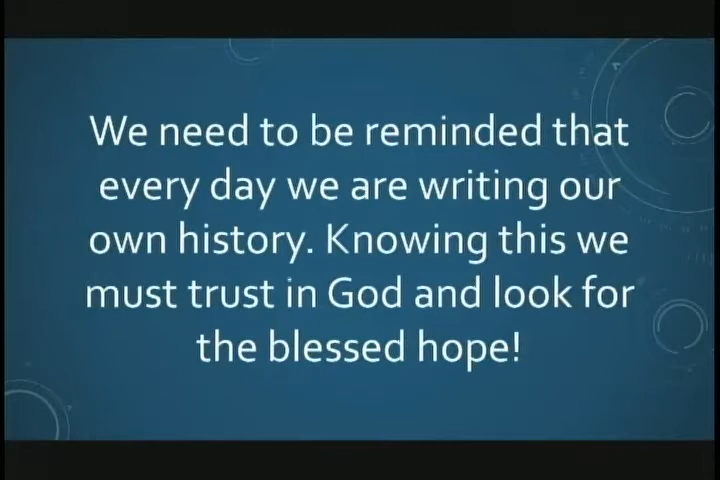 We need to be reminded that
every day we are writing our
own history. Knowing this we
must trust in God and look for
the blessed hope!